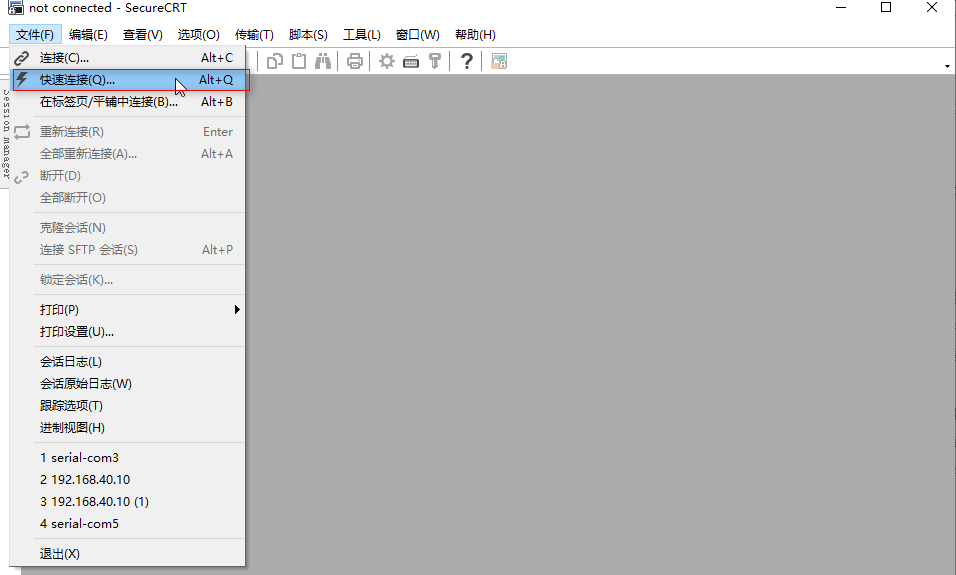 not connected - SecureCRT
文件(F) 编辑(E) 查看(V) 选项(O) 传输(T) 脚本(S) 工具(L) 窗口(W) 帮助(H)
连接(C)... Alt+C
快速连接(Q)... Alt+Q
在标签页/平铺中连接(B)... Alt+B
Session manager
重新连接(R) Enter
全部重新连接(A)... Alt+A
断开(D)
全部断开(O)
克隆会话(N)
连接 SFTP 会话(S) Alt+P
锁定会话(K)...
打印(P)
打印设置(U)...
会话日志(L)
会话原始日志(W)
跟踪选项(T)
进制视图(H)
1 serial-com3
2 192.168.40.10
3 192.168.40.10 (1)
4 serial-com5
退出(X)